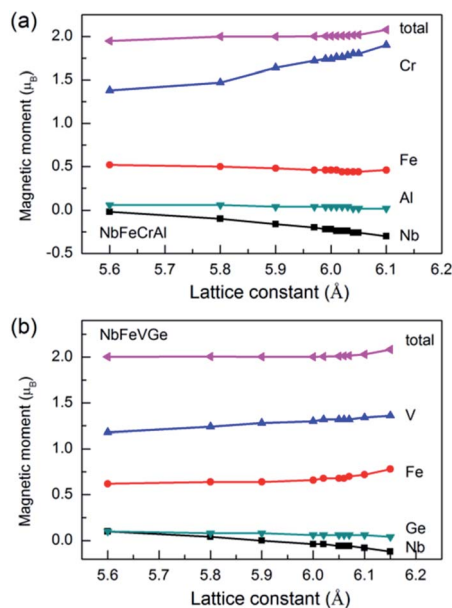 (a)
total
2.0
Cr
1.5
Magnetic moment (μB)
1.0
Fe
0.5
Al
0.0
Nb
NbFeCrAl
-0.5
5.6 5.7 5.8 5.9 6.0 6.1 6.2
Lattice constant (Å)
(b)
NbFeVGe
total
2.0
V
1.5
Magnetic moment (μB)
1.0
Fe
0.5
Ge
0.0
Nb
5.6 5.7 5.8 5.9 6.0 6.1 6.2
Lattice constant (Å)